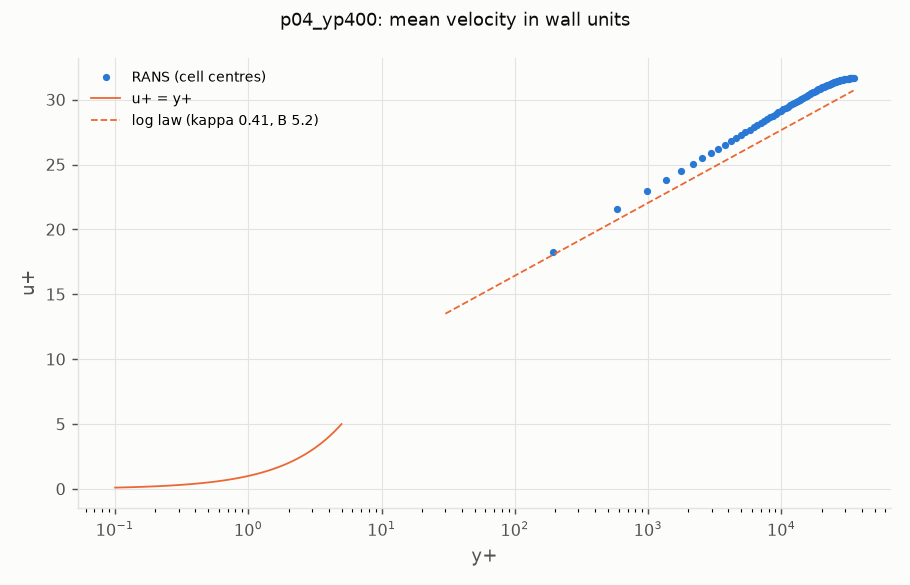 p04_yp400: mean velocity in wall units
RANS (cell centres)
u+ = y+
log law (kappa 0.41, B 5.2)
30
25
20
15
10
5
0
u+
10⁻¹
10⁰
10¹
10²
10³
10⁴
y+